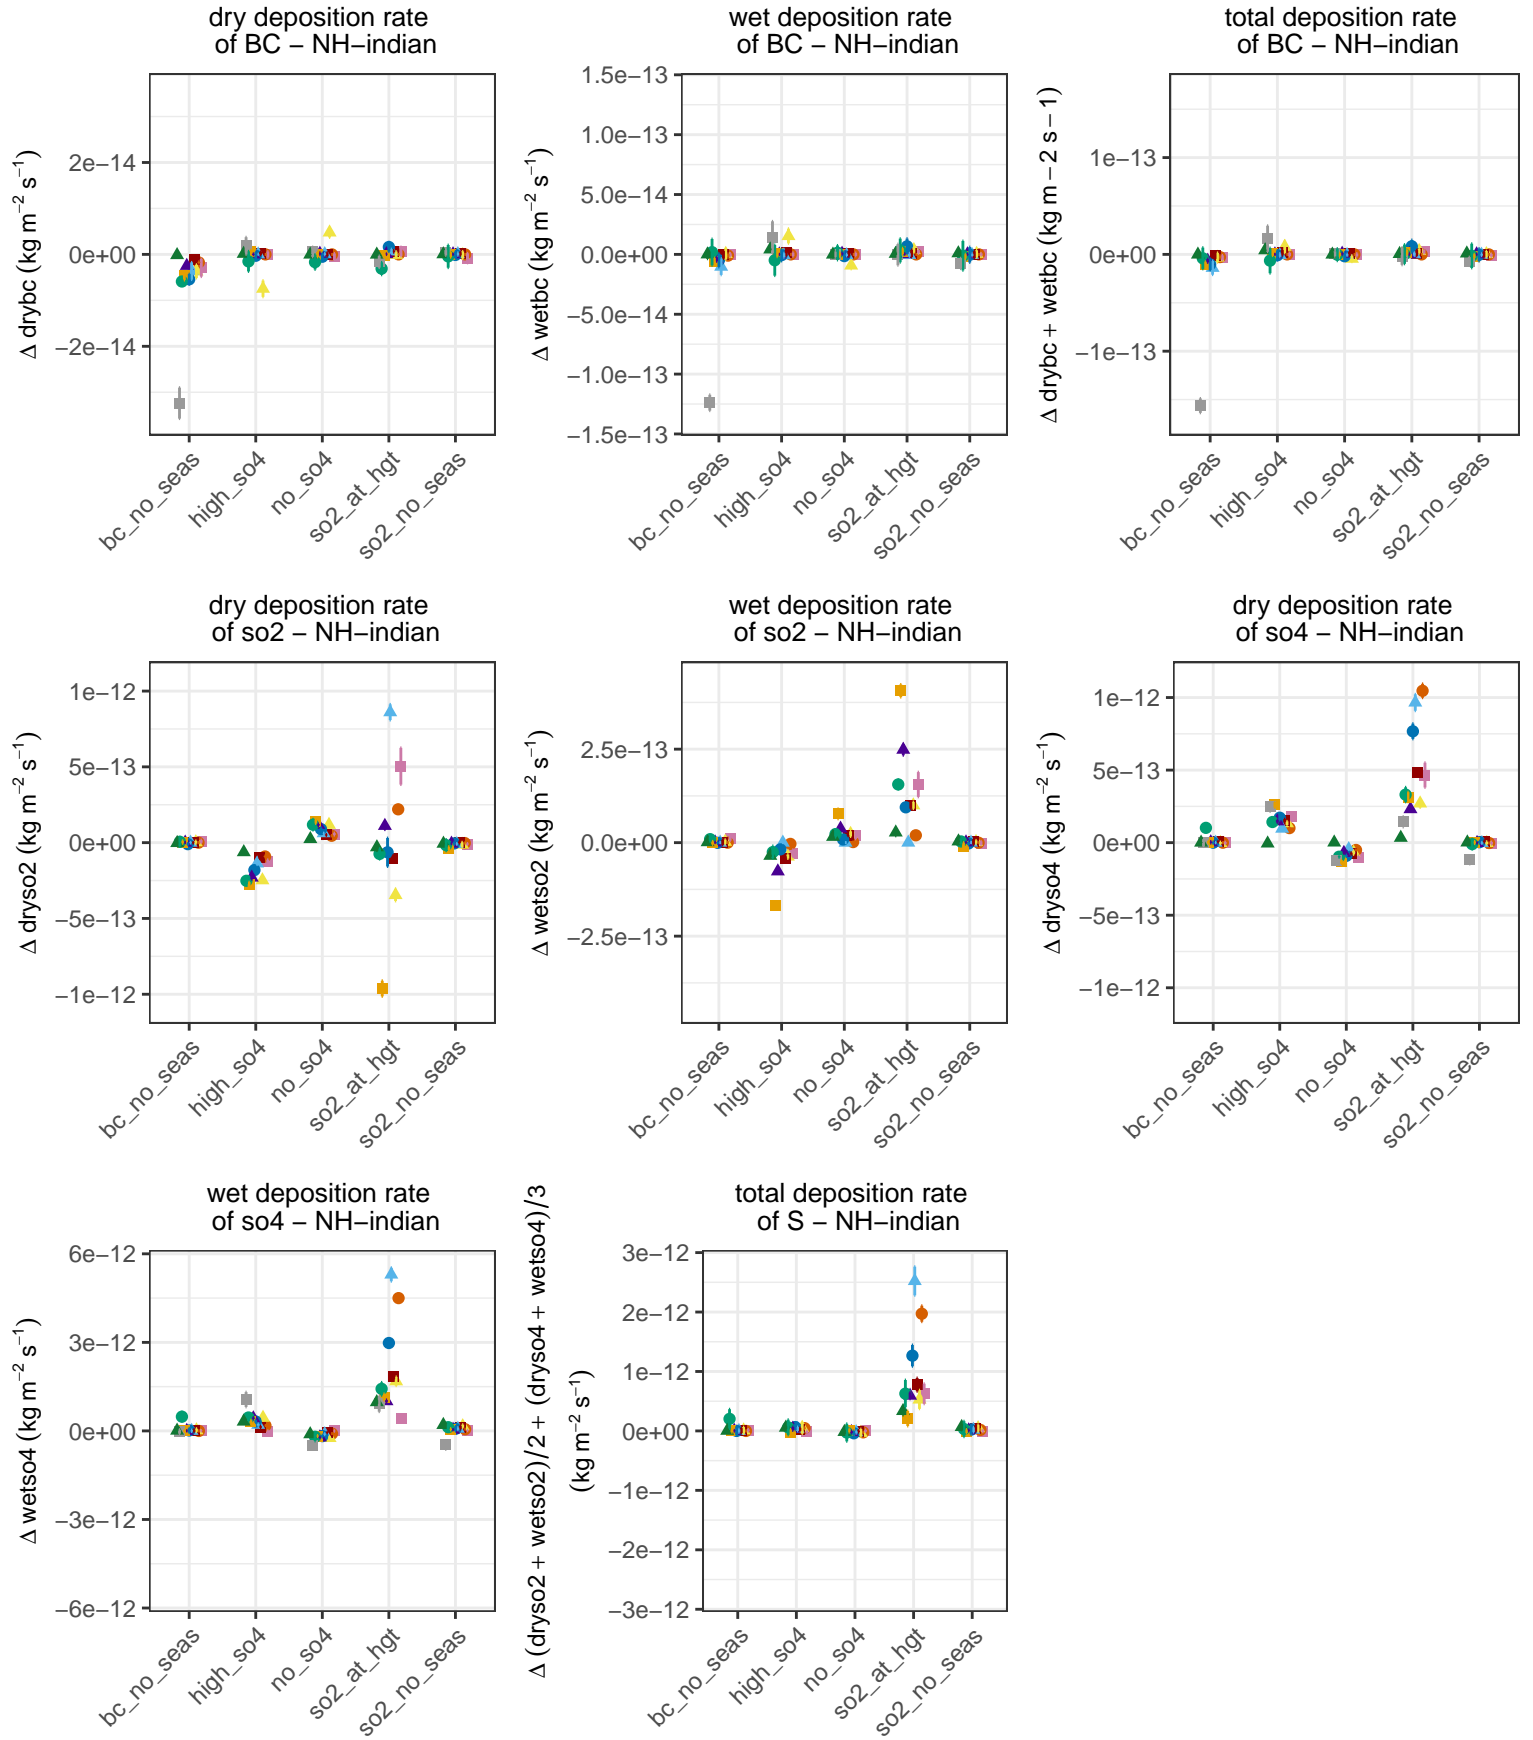 dry deposition rate
of BC − NH−indian
Δ drybc (kg m−2 s−1)
2e−14
0e+00
−2e−14
bc_no_seas
high_so4
no_so4
so2_at_hgt
so2_no_seas
wet deposition rate
of BC − NH−indian
Δ wetbc (kg m−2 s−1)
1.5e−13
1.0e−13
5.0e−14
0.0e+00
−5.0e−14
−1.0e−13
−1.5e−13
bc_no_seas
high_so4
no_so4
so2_at_hgt
so2_no_seas
total deposition rate
of BC − NH−indian
Δ drybc + wetbc (kg m − 2 s − 1)
1e−13
0e+00
−1e−13
bc_no_seas
high_so4
no_so4
so2_at_hgt
so2_no_seas
dry deposition rate
of so2 − NH−indian
Δ dryso2 (kg m−2 s−1)
1e−12
5e−13
0e+00
−5e−13
−1e−12
bc_no_seas
high_so4
no_so4
so2_at_hgt
so2_no_seas
wet deposition rate
of so2 − NH−indian
Δ wetso2 (kg m−2 s−1)
2.5e−13
0.0e+00
−2.5e−13
bc_no_seas
high_so4
no_so4
so2_at_hgt
so2_no_seas
dry deposition rate
of so4 − NH−indian
Δ dryso4 (kg m−2 s−1)
1e−12
5e−13
0e+00
−5e−13
−1e−12
bc_no_seas
high_so4
no_so4
so2_at_hgt
so2_no_seas
wet deposition rate
of so4 − NH−indian
Δ wetso4 (kg m−2 s−1)
6e−12
3e−12
0e+00
−3e−12
−6e−12
bc_no_seas
high_so4
no_so4
so2_at_hgt
so2_no_seas
total deposition rate
of S − NH−indian
Δ (dryso2 + wetso2)/2 + (dryso4 + wetso4)/3
(kg m−2 s−1)
3e−12
2e−12
1e−12
0e+00
−1e−12
−2e−12
−3e−12
bc_no_seas
high_so4
no_so4
so2_at_hgt
so2_no_seas